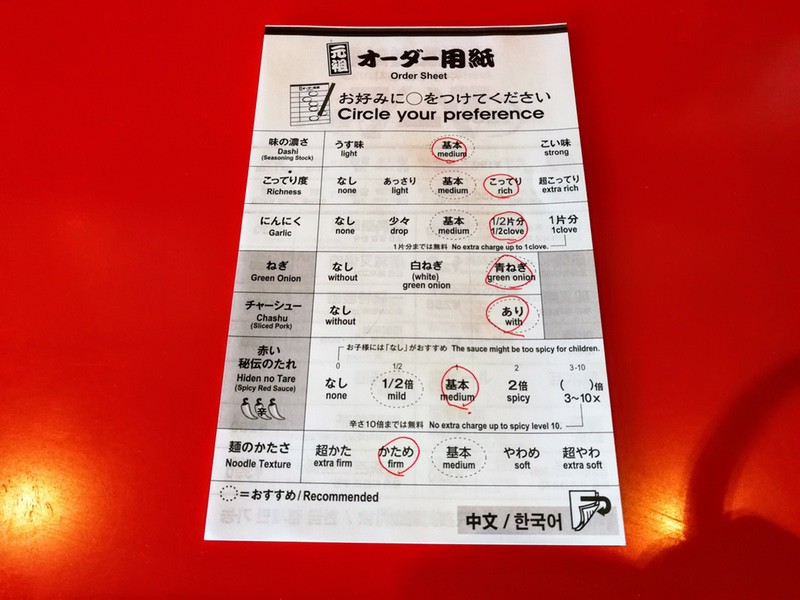 元祖 オーダー用紙
Order Sheet
お好みに○をつけてください
Circle your preference
味の濃さ うす味 基本 こい味
Dashi light medium strong
(Seasoning Stock)
こってり度 なし あっさり 基本 こってり 超こってり
Richness none light medium rich extra rich
にんにく なし 少々 基本 1/2片分 1片分
Garlic none drop medium 1/2clove 1clove
1片分までは無料 No extra charge up to 1clove.
ねぎ なし 白ねぎ 青ねぎ
Green Onion without (white) green onion
green onion
チャーシュー なし あり
Chashu without with
(Sliced Pork)
お子様には「なし」がおすすめ The sauce might be too spicy for children.
赤い 0 1/2 1 2 3-10
秘伝のたれ なし 1/2倍 基本 2倍 ( )倍
Hiden no Tare none mild medium spicy 3~10×
(Spicy Red Sauce)
辛
辛さ10倍までは無料 No extra charge up to spicy level 10.
麺のかたさ 超かた かため 基本 やわめ 超やわ
Noodle Texture extra firm firm medium soft extra soft
=おすすめ/Recommended
中文 / 한국어